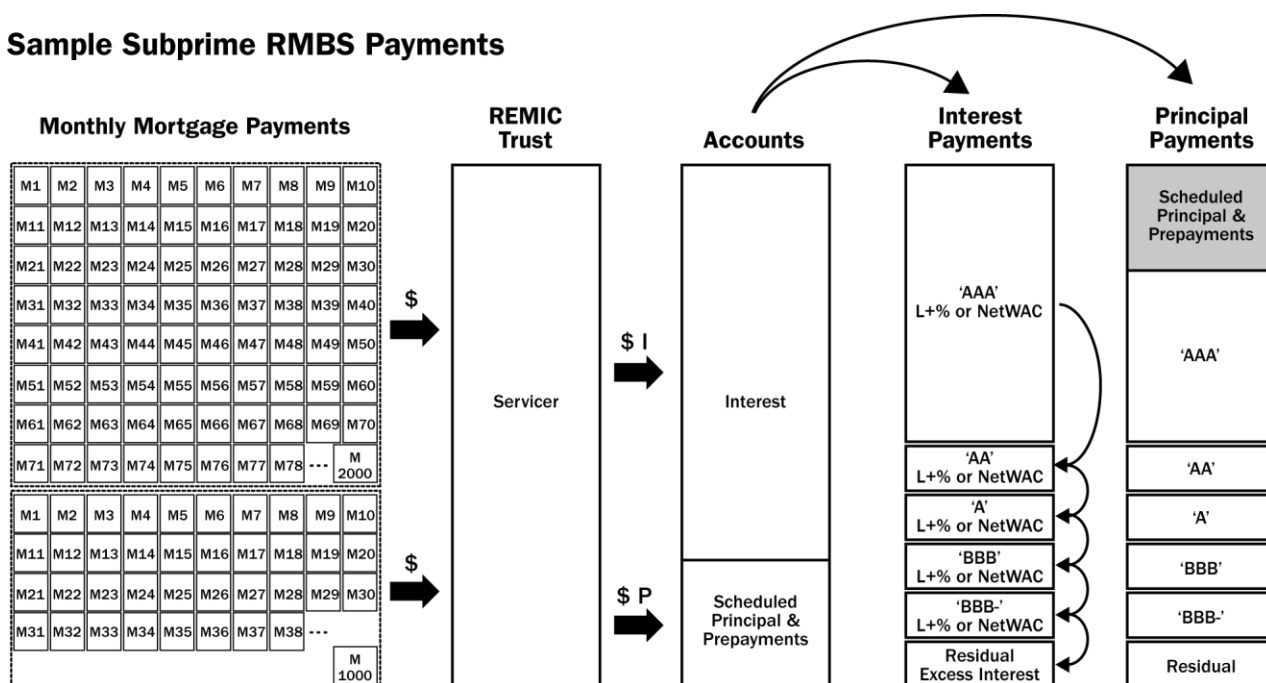 Sample Subprime RMBS Payments
Monthly Mortgage Payments
M1 M2 M3 M4 M5 M6 M7 M8 M9 M10
M11 M12 M13 M14 M15 M16 M17 M18 M19 M20
M21 M22 M23 M24 M25 M26 M27 M28 M29 M30
M31 M32 M33 M34 M35 M36 M37 M38 M39 M40
M41 M42 M43 M44 M45 M46 M47 M48 M49 M50
M51 M52 M53 M54 M55 M56 M57 M58 M59 M60
M61 M62 M63 M64 M65 M66 M67 M68 M69 M70
M71 M72 M73 M74 M75 M76 M77 M78 --- M
2000
M1 M2 M3 M4 M5 M6 M7 M8 M9 M10
M11 M12 M13 M14 M15 M16 M17 M18 M19 M20
M21 M22 M23 M24 M25 M26 M27 M28 M29 M30
M31 M32 M33 M34 M35 M36 M37 M38 ---
M
1000
$
$
REMIC
Trust
Servicer
$ I
$ P
Accounts
Interest
Scheduled
Principal &
Prepayments
Interest
Payments
‘AAA’
L+% or NetWAC
‘AA’
L+% or NetWAC
‘A’
L+% or NetWAC
‘BBB’
L+% or NetWAC
‘BBB-’
L+% or NetWAC
Residual
Excess Interest
Principal
Payments
Scheduled
Principal &
Prepayments
‘AAA’
‘AA’
‘A’
‘BBB’
‘BBB-’
Residual